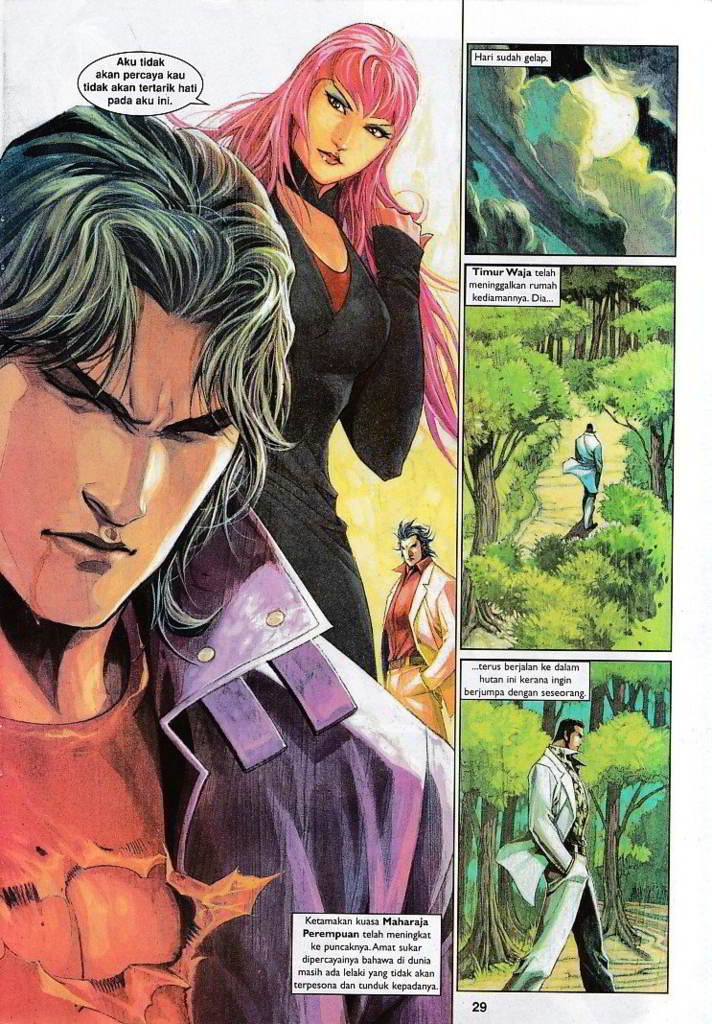 Aku tidak
akan percaya kau
tidak akan tertarik hati
pada aku ini.
Ketamakan kuasa Maharaja
Perempuan telah meningkat
ke puncaknya. Amat sukar
dipercayainya bahawa di dunia
masih ada lelaki yang tidak akan
terpesona dan tunduk kepadanya.
Hari sudah gelap.
Timur Waja telah
meninggalkan rumah
kediamannya. Dia...
...terus berjalan ke dalam
hutan ini kerana ingin
berjumpa dengan seseorang.
29